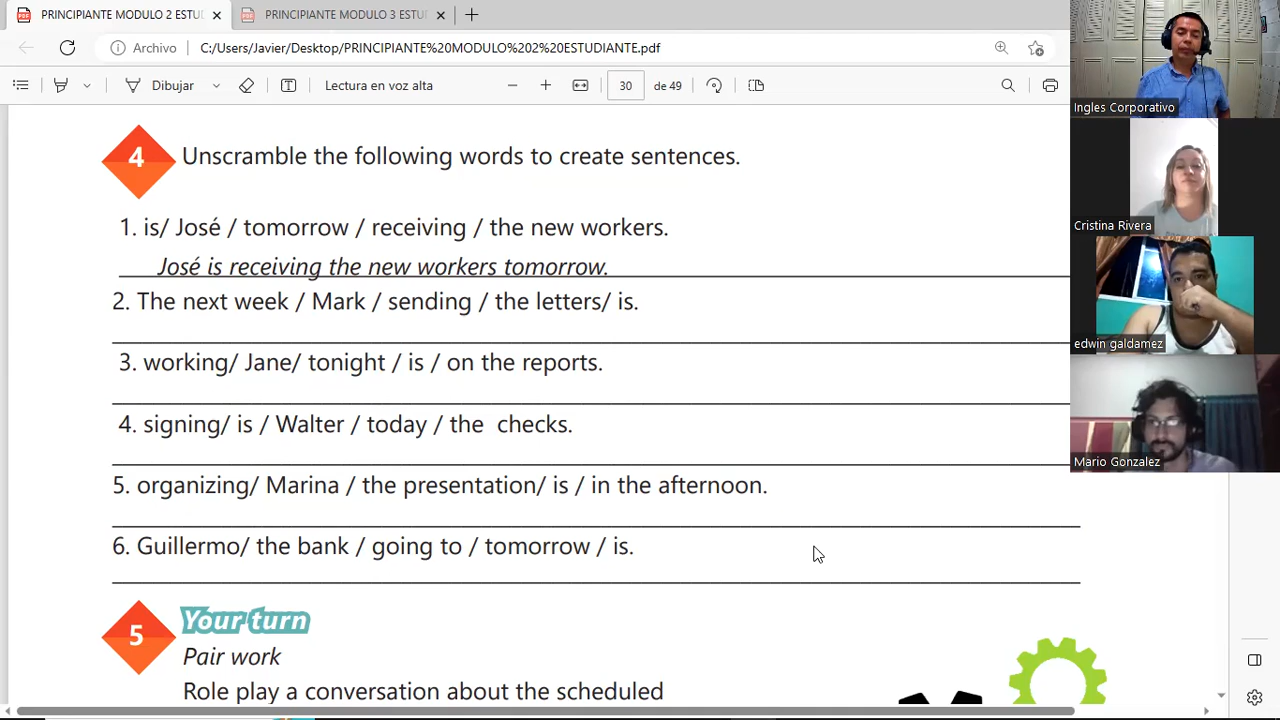 PRINCIPIANTE MODULO 2 ESTU
PRINCIPIANTE MODULO 3 ESTU
Archivo
C:/Users/Javier/Desktop/PRINCIPIANTE%20MODULO%202%20ESTUDIANTE.pdf
Dibujar
Lectura en voz alta
30
de 49
4
Unscramble the following words to create sentences.
1. is/ José / tomorrow / receiving / the new workers.
José is receiving the new workers tomorrow.
2. The next week / Mark / sending / the letters/ is.
3. working/ Jane/ tonight / is / on the reports.
4. signing/ is / Walter / today / the checks.
5. organizing/ Marina / the presentation/ is / in the afternoon.
6. Guillermo/ the bank / going to / tomorrow / is.
5
Your turn
Pair work
Role play a conversation about the scheduled
Ingles Corporativo
Cristina Rivera
edwin galdamez
Mario Gonzalez